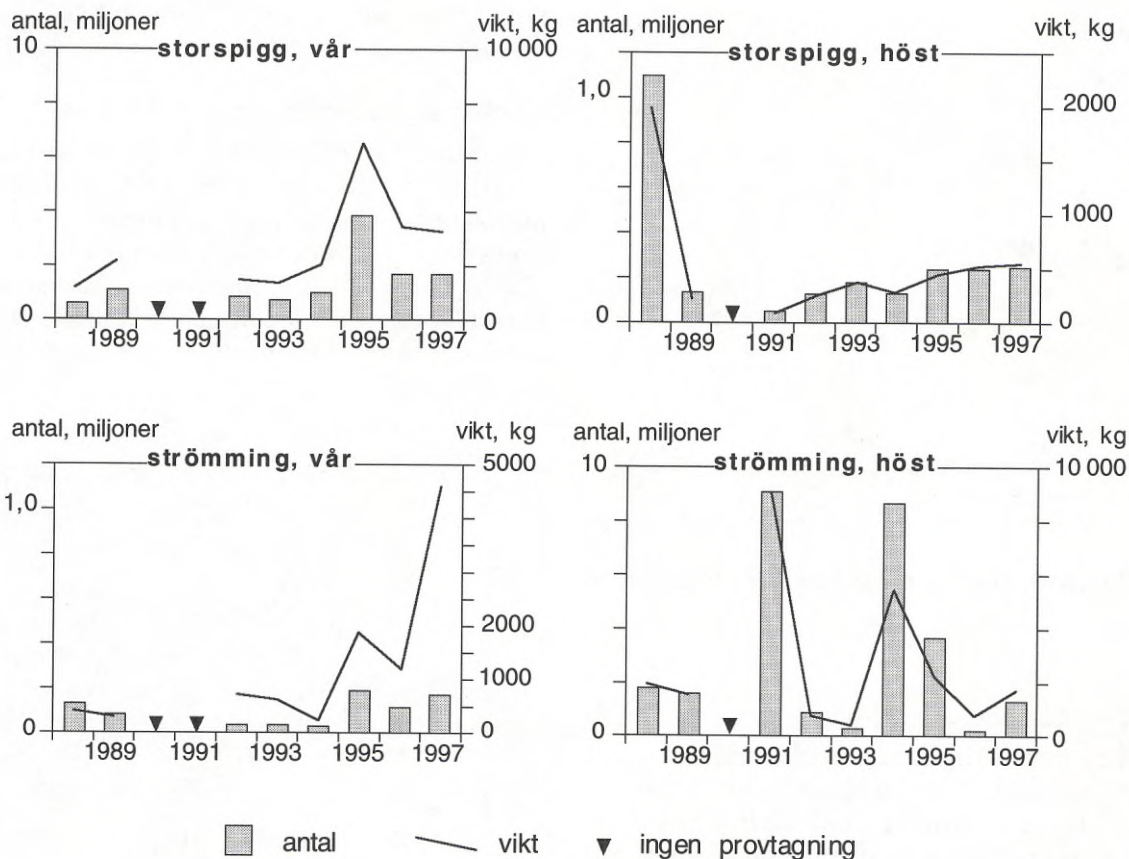 antal, miljoner vikt, kg
10 storspigg, vår 10 000
0 0
1989 1991 1993 1995 1997
antal, miljoner vikt, kg
storspigg, höst
1,0 2000
1000
0 0
1989 1991 1993 1995 1997
antal, miljoner vikt, kg
strömming, vår 5000
1,0
2000
1000
0 0
1989 1991 1993 1995 1997
antal, miljoner vikt, kg
10 strömming, höst 10 000
0 0
1989 1991 1993 1995 1997
antal vikt ingen provtagning